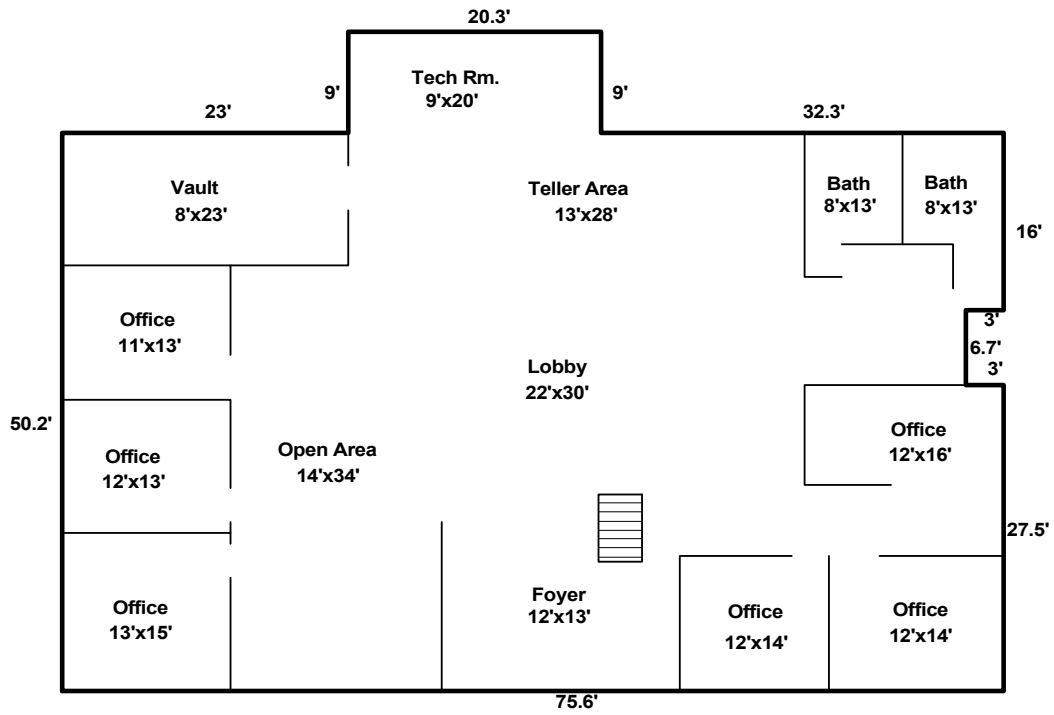 20.3'
Tech Rm.
9'x20'
9'
9'
23'
32.3'
Vault
8'x23'
Teller Area
13'x28'
Bath
8'x13'
Bath
8'x13'
16'
Office
11'x13'
3'
6.7'
3'
Lobby
22'x30'
50.2'
Office
12'x13'
Open Area
14'x34'
Office
12'x16'
27.5'
Office
13'x15'
Foyer
12'x13'
Office
12'x14'
Office
12'x14'
75.6'